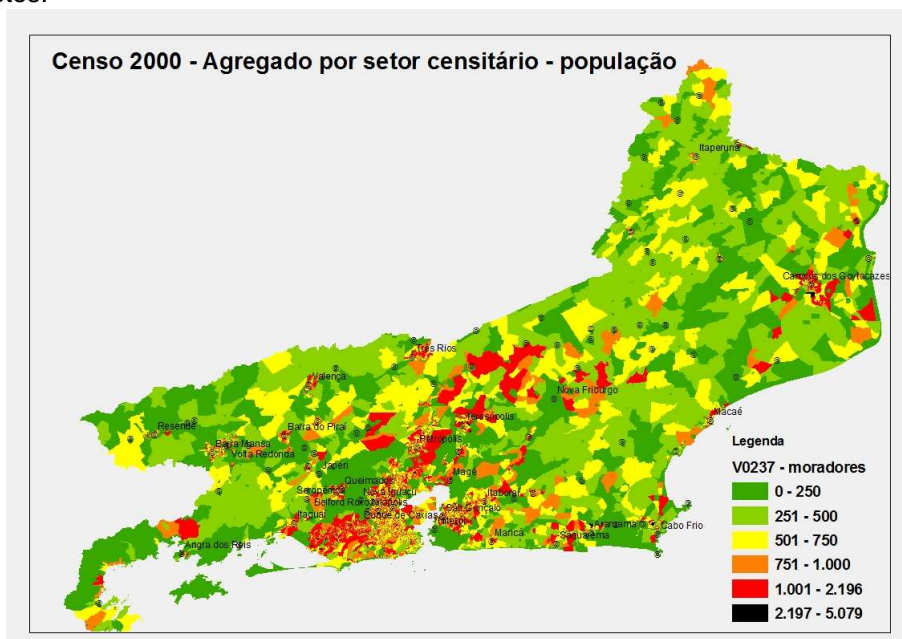 Censo 2000 - Agregado por setor censitário - população
Itaperuna
Campos dos Goytacazes
Três Rios
Valença
Nova Friburgo
Macaé
Teresópolis
Resende
Barra do Piraí
Barra Mansa
Petrópolis
Volta Redonda
Japeri
Magé
Queimados
Seropédica
Nova Iguaçu
Itaboraí
Belford Roxo
Nilópolis
São Gonçalo
Itaguaí
Duque de Caxias
Niterói
Araruama
Cabo Frio
Maricá
Saquarema
Angra dos Reis
Legenda
V0237 - moradores
0 - 250
251 - 500
501 - 750
751 - 1.000
1.001 - 2.196
2.197 - 5.079